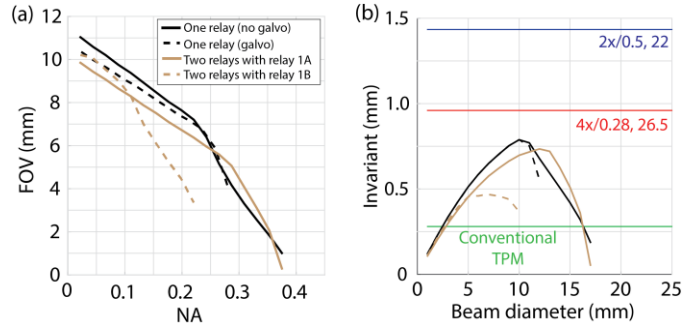 (a)
One relay (no galvo)
One relay (galvo)
Two relays with relay 1A
Two relays with relay 1B
12
10
8
6
4
2
0
FOV (mm)
0
0.1
0.2
0.3
0.4
NA
(b)
1.5
1.0
0.5
0
Invariant (mm)
2x/0.5, 22
4x/0.28, 26.5
Conventional
TPM
0
5
10
15
20
25
Beam diameter (mm)